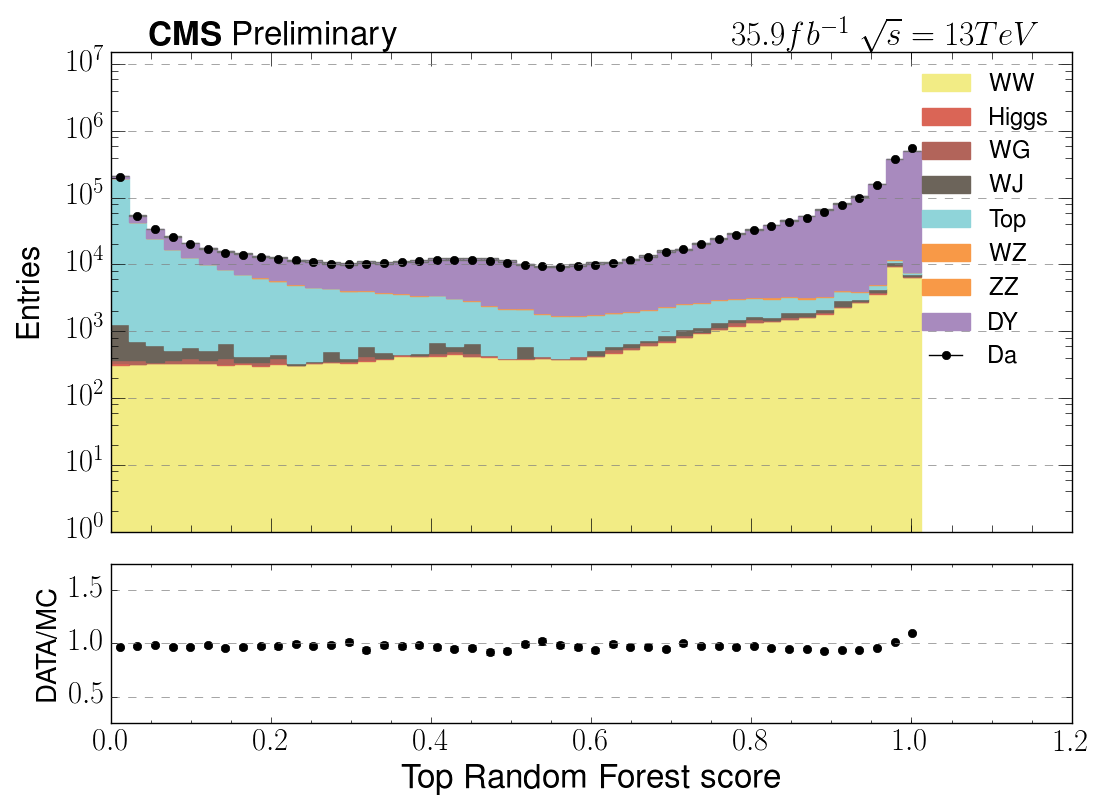 CMS Preliminary 35.9fb⁻¹ √s = 13TeV
10⁷
10⁶
10⁵
10⁴
10³
10²
10¹
10⁰
Entries
WW
Higgs
WG
WJ
Top
WZ
ZZ
DY
Da
1.5
1.0
0.5
DATA/MC
0.0 0.2 0.4 0.6 0.8 1.0 1.2
Top Random Forest score